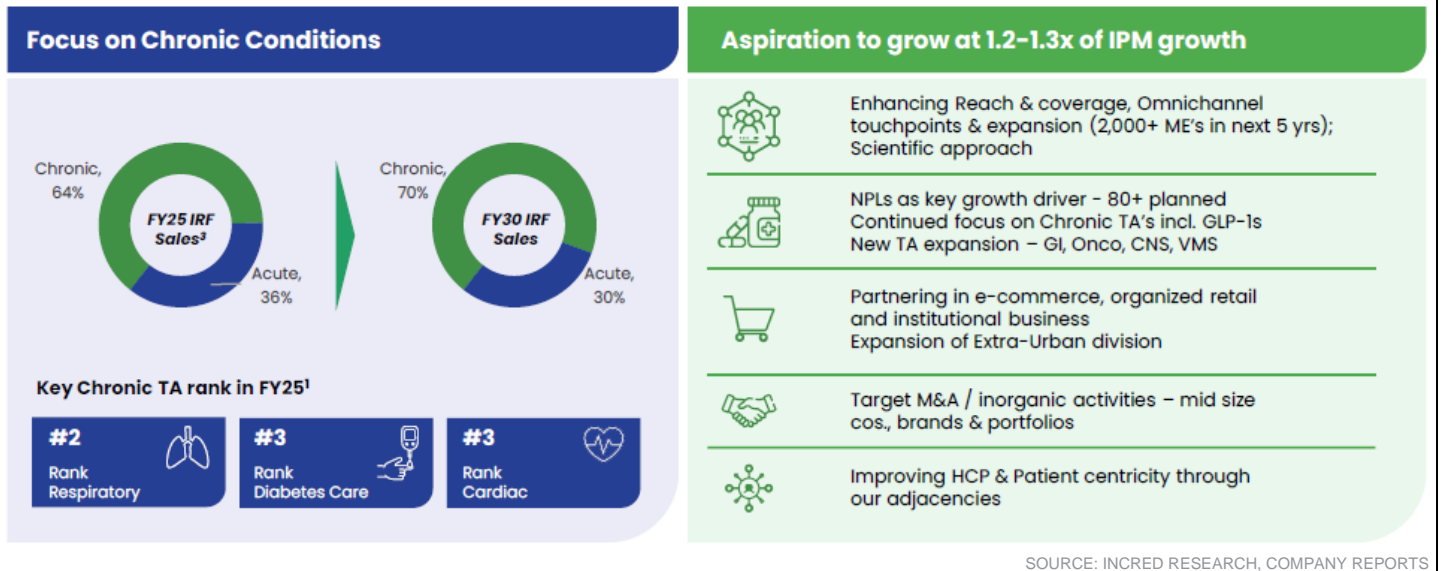 Focus on Chronic Conditions
Chronic,
64%
FY25 IRF
Sales³
Acute,
36%
Chronic,
70%
FY30 IRF
Sales
Acute,
30%
Key Chronic TA rank in FY25¹
#2
Rank
Respiratory
#3
Rank
Diabetes Care
#3
Rank
Cardiac
Aspiration to grow at 1.2-1.3x of IPM growth
Enhancing Reach & coverage, Omnichannel
touchpoints & expansion (2,000+ ME's in next 5 yrs);
Scientific approach
NPLs as key growth driver - 80+ planned
Continued focus on Chronic TA's incl. GLP-1s
New TA expansion – GI, Onco, CNS, VMS
Partnering in e-commerce, organized retail
and institutional business
Expansion of Extra-Urban division
Target M&A / inorganic activities – mid size
cos., brands & portfolios
Improving HCP & Patient centricity through
our adjacencies
SOURCE: INCRED RESEARCH, COMPANY REPORTS